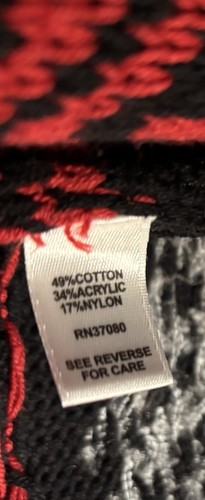 49%COTTON
34%ACRYLIC
17%NYLON
RN37080
SEE REVERSE
FOR CARE